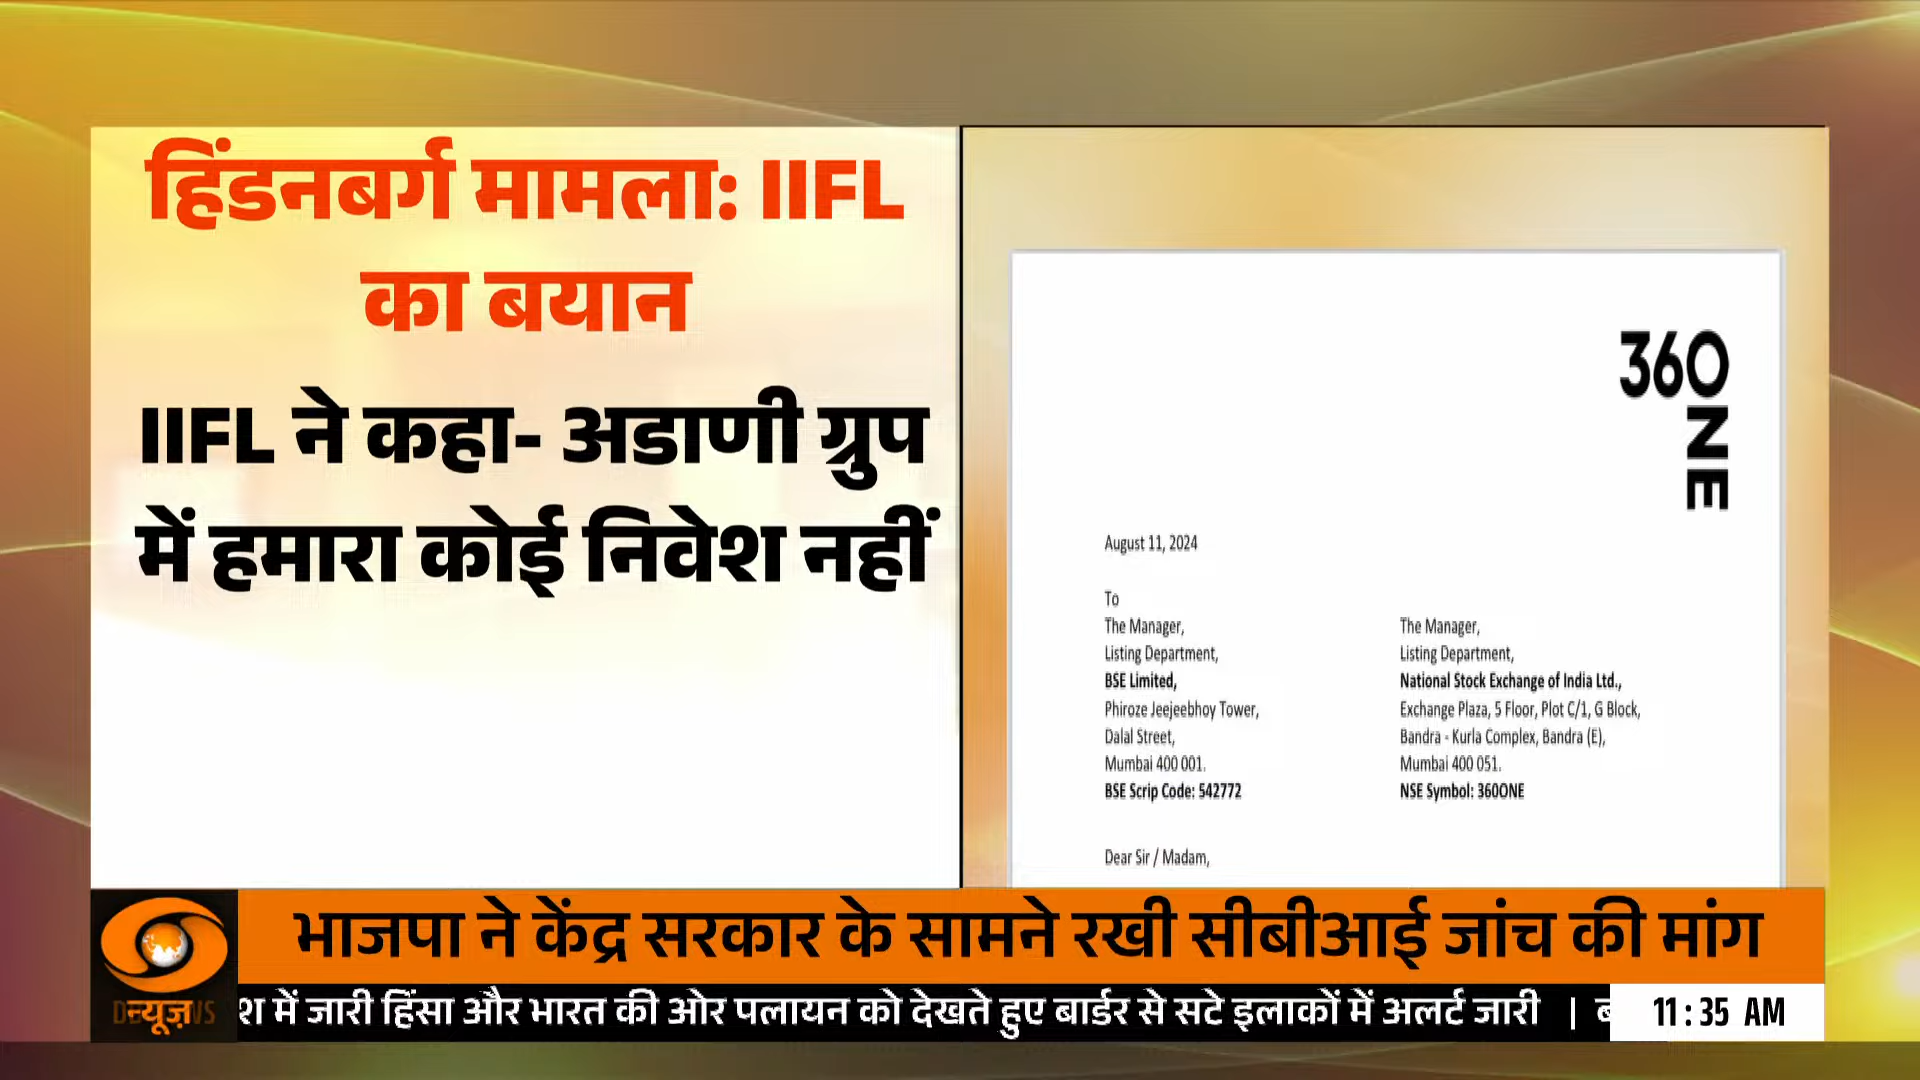 हिंडनबर्ग मामला: IIFL
का बयान
IIFL ने कहा- अडाणी ग्रुप
में हमारा कोई निवेश नहीं
360
ONE
August 11, 2024
To
The Manager,
Listing Department,
BSE Limited,
Phiroze Jeejeebhoy Tower,
Dalal Street,
Mumbai 400 001.
BSE Scrip Code: 542772
The Manager,
Listing Department,
National Stock Exchange of India Ltd.,
Exchange Plaza, 5 Floor, Plot C/1, G Block,
Bandra - Kurla Complex, Bandra (E),
Mumbai 400 051.
NSE Symbol: 360ONE
Dear Sir / Madam,
भाजपा ने केंद्र सरकार के सामने रखी सीबीआई जांच की मांग
न्यूज़
में जारी हिंसा और भारत की ओर पलायन को देखते हुए बार्डर से सटे इलाकों में अलर्ट जारी |
11:35 AM